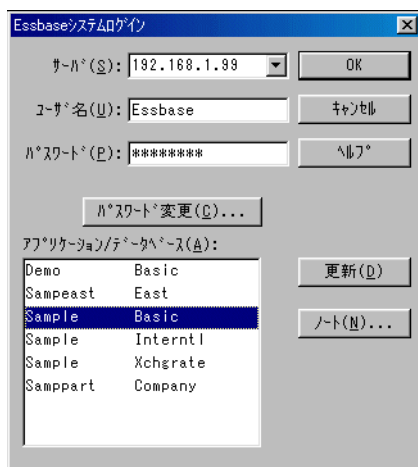 Essbaseシステムログイン
サーバ(S): 192.168.1.99 OK
ユーザ名(U): Essbase キャンセル
パスワード(P): ******** ヘルプ
パスワード変更(C)...
アプリケーション/データベース(A):
Demo Basic 更新(D)
Sampeast East
Sample Basic ノート(N)...
Sample Interntl
Sample Xchgrate
Samppart Company